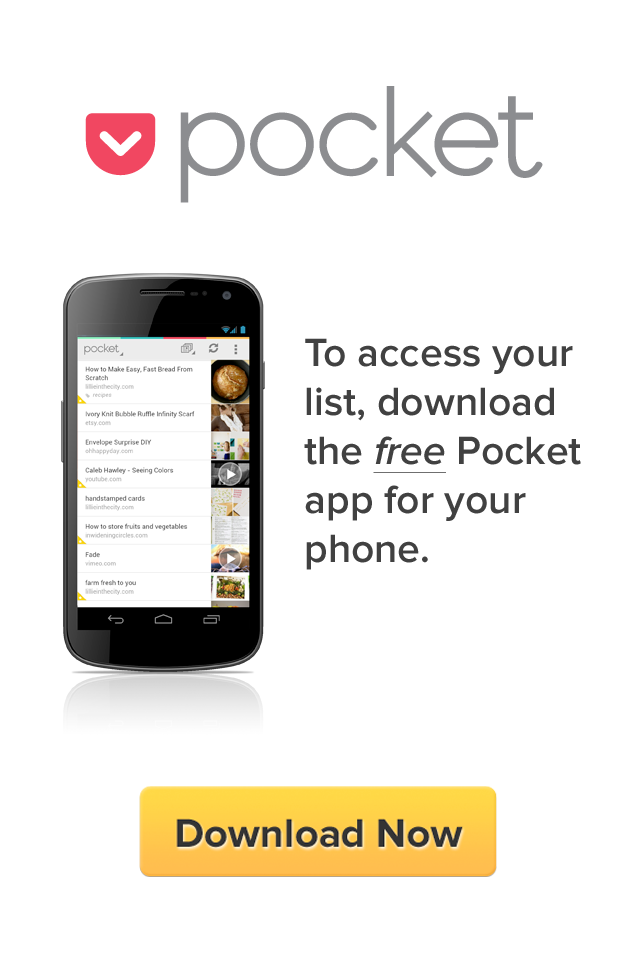 pocket
pocket
How to Make Easy, Fast Bread From
Scratch
lillieinthecity.com
recipes
Ivory Knit Bubble Ruffle Infinity Scarf
etsy.com
Envelope Surprise DIY
ohhappyday.com
Caleb Hawley - Seeing Colors
youtube.com
handstamped cards
lillieinthecity.com
How to store fruits and vegetables
inwideningcircles.com
Fade
vimeo.com
farm fresh to you
lillieinthecity.com
To access your
list, download
the free Pocket
app for your
phone.
Download Now